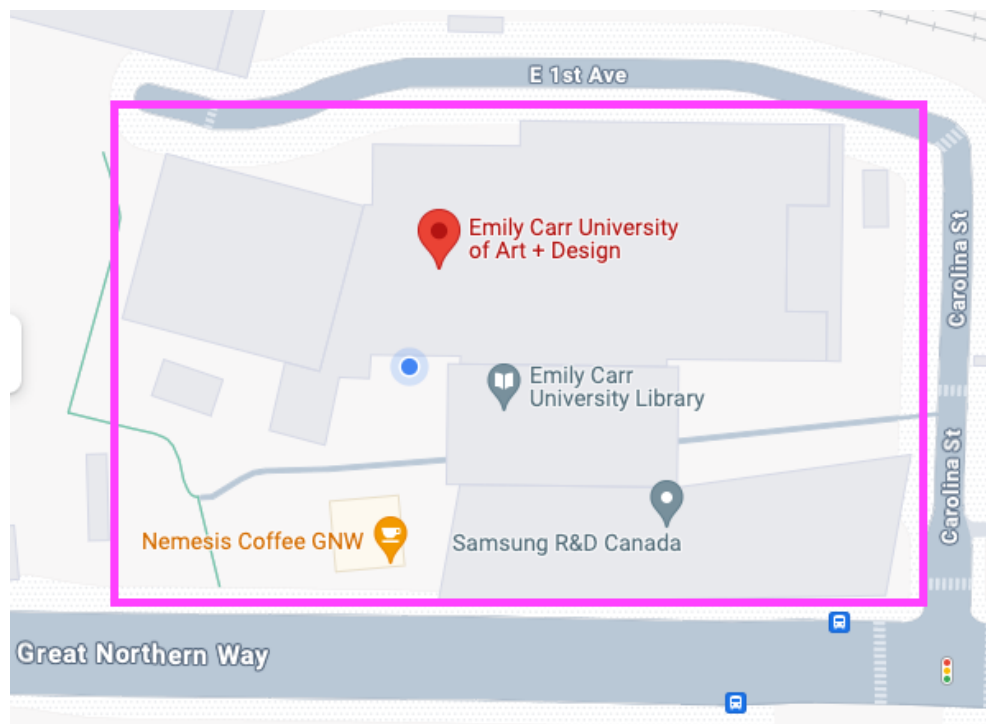 E 1st Ave
Emily Carr University
of Art + Design
Carolina St
Emily Carr
University Library
Carolina St
Nemesis Coffee GNW
Samsung R&D Canada
Great Northern Way